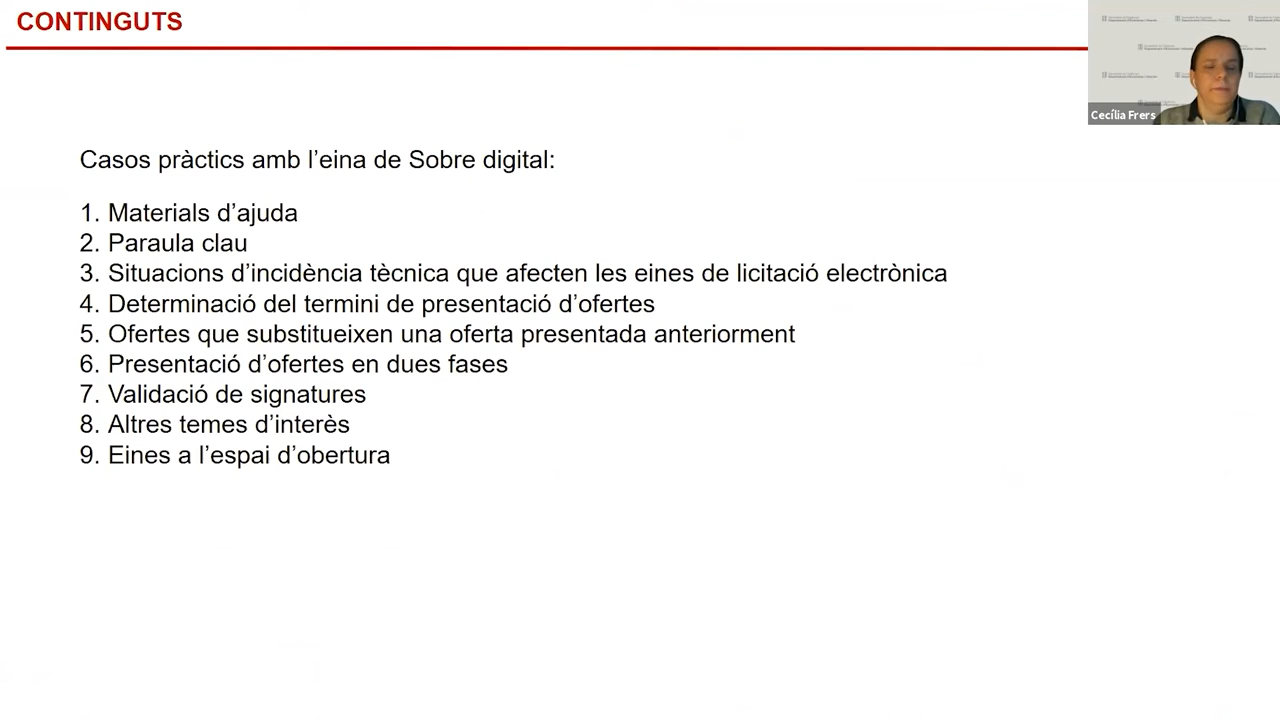 CONTINGUTS
Cecília Frers
Casos pràctics amb l’eina de Sobre digital:
1. Materials d’ajuda
2. Paraula clau
3. Situacions d’incidència tècnica que afecten les eines de licitació electrònica
4. Determinació del termini de presentació d’ofertes
5. Ofertes que substitueixen una oferta presentada anteriorment
6. Presentació d’ofertes en dues fases
7. Validació de signatures
8. Altres temes d’interès
9. Eines a l’espai d’obertura